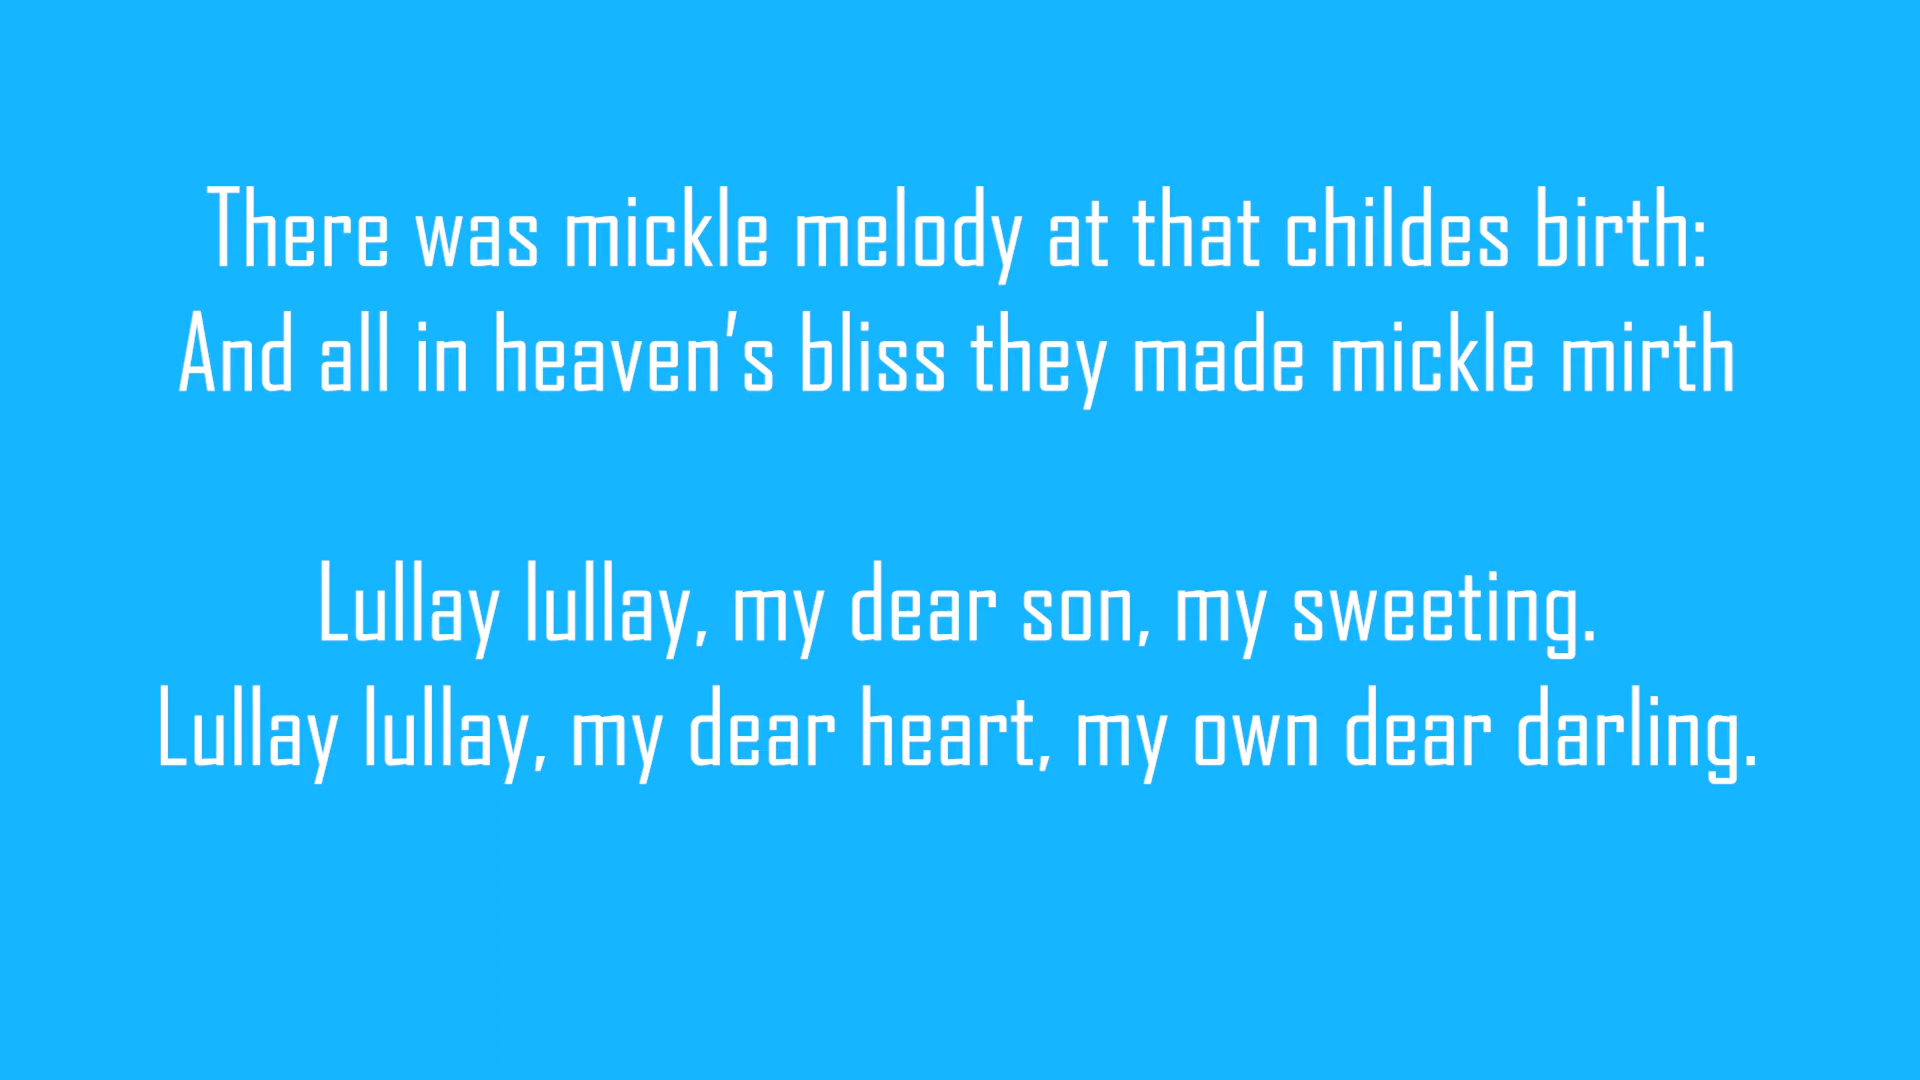 There was mickle melody at that childes birth:
And all in heaven’s bliss they made mickle mirth
Lullay lullay, my dear son, my sweeting.
Lullay lullay, my dear heart, my own dear darling.